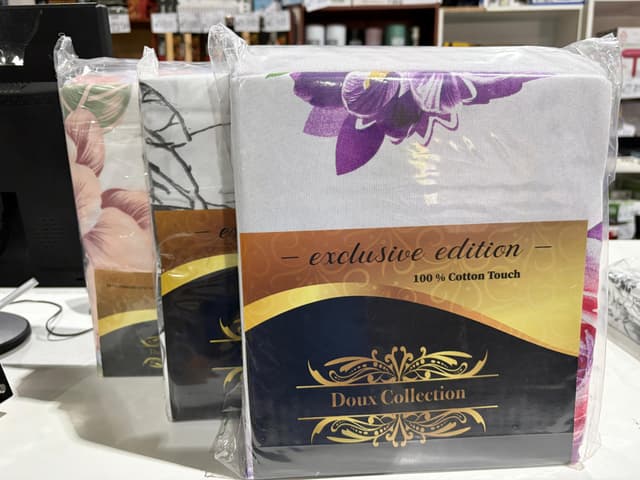 — exclusive edition —
100 % Cotton Touch
Doux Collection